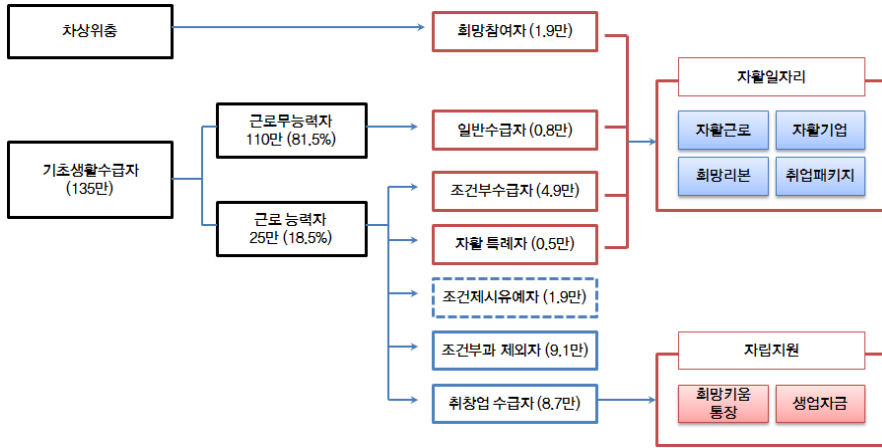 차상위층
희망참여자 (1.9만)
자활일자리
근로무능력자
110만 (81.5%)
일반수급자 (0.8만)
자활근로
자활기업
기초생활수급자
(135만)
조건부수급자 (4.9만)
희망리본
취업패키지
근로 능력자
25만 (18.5%)
자활 특례자 (0.5만)
조건제시유예자 (1.9만)
조건부과 제외자 (9.1만)
자립지원
취창업 수급자 (8.7만)
희망키움
통장
생업자금